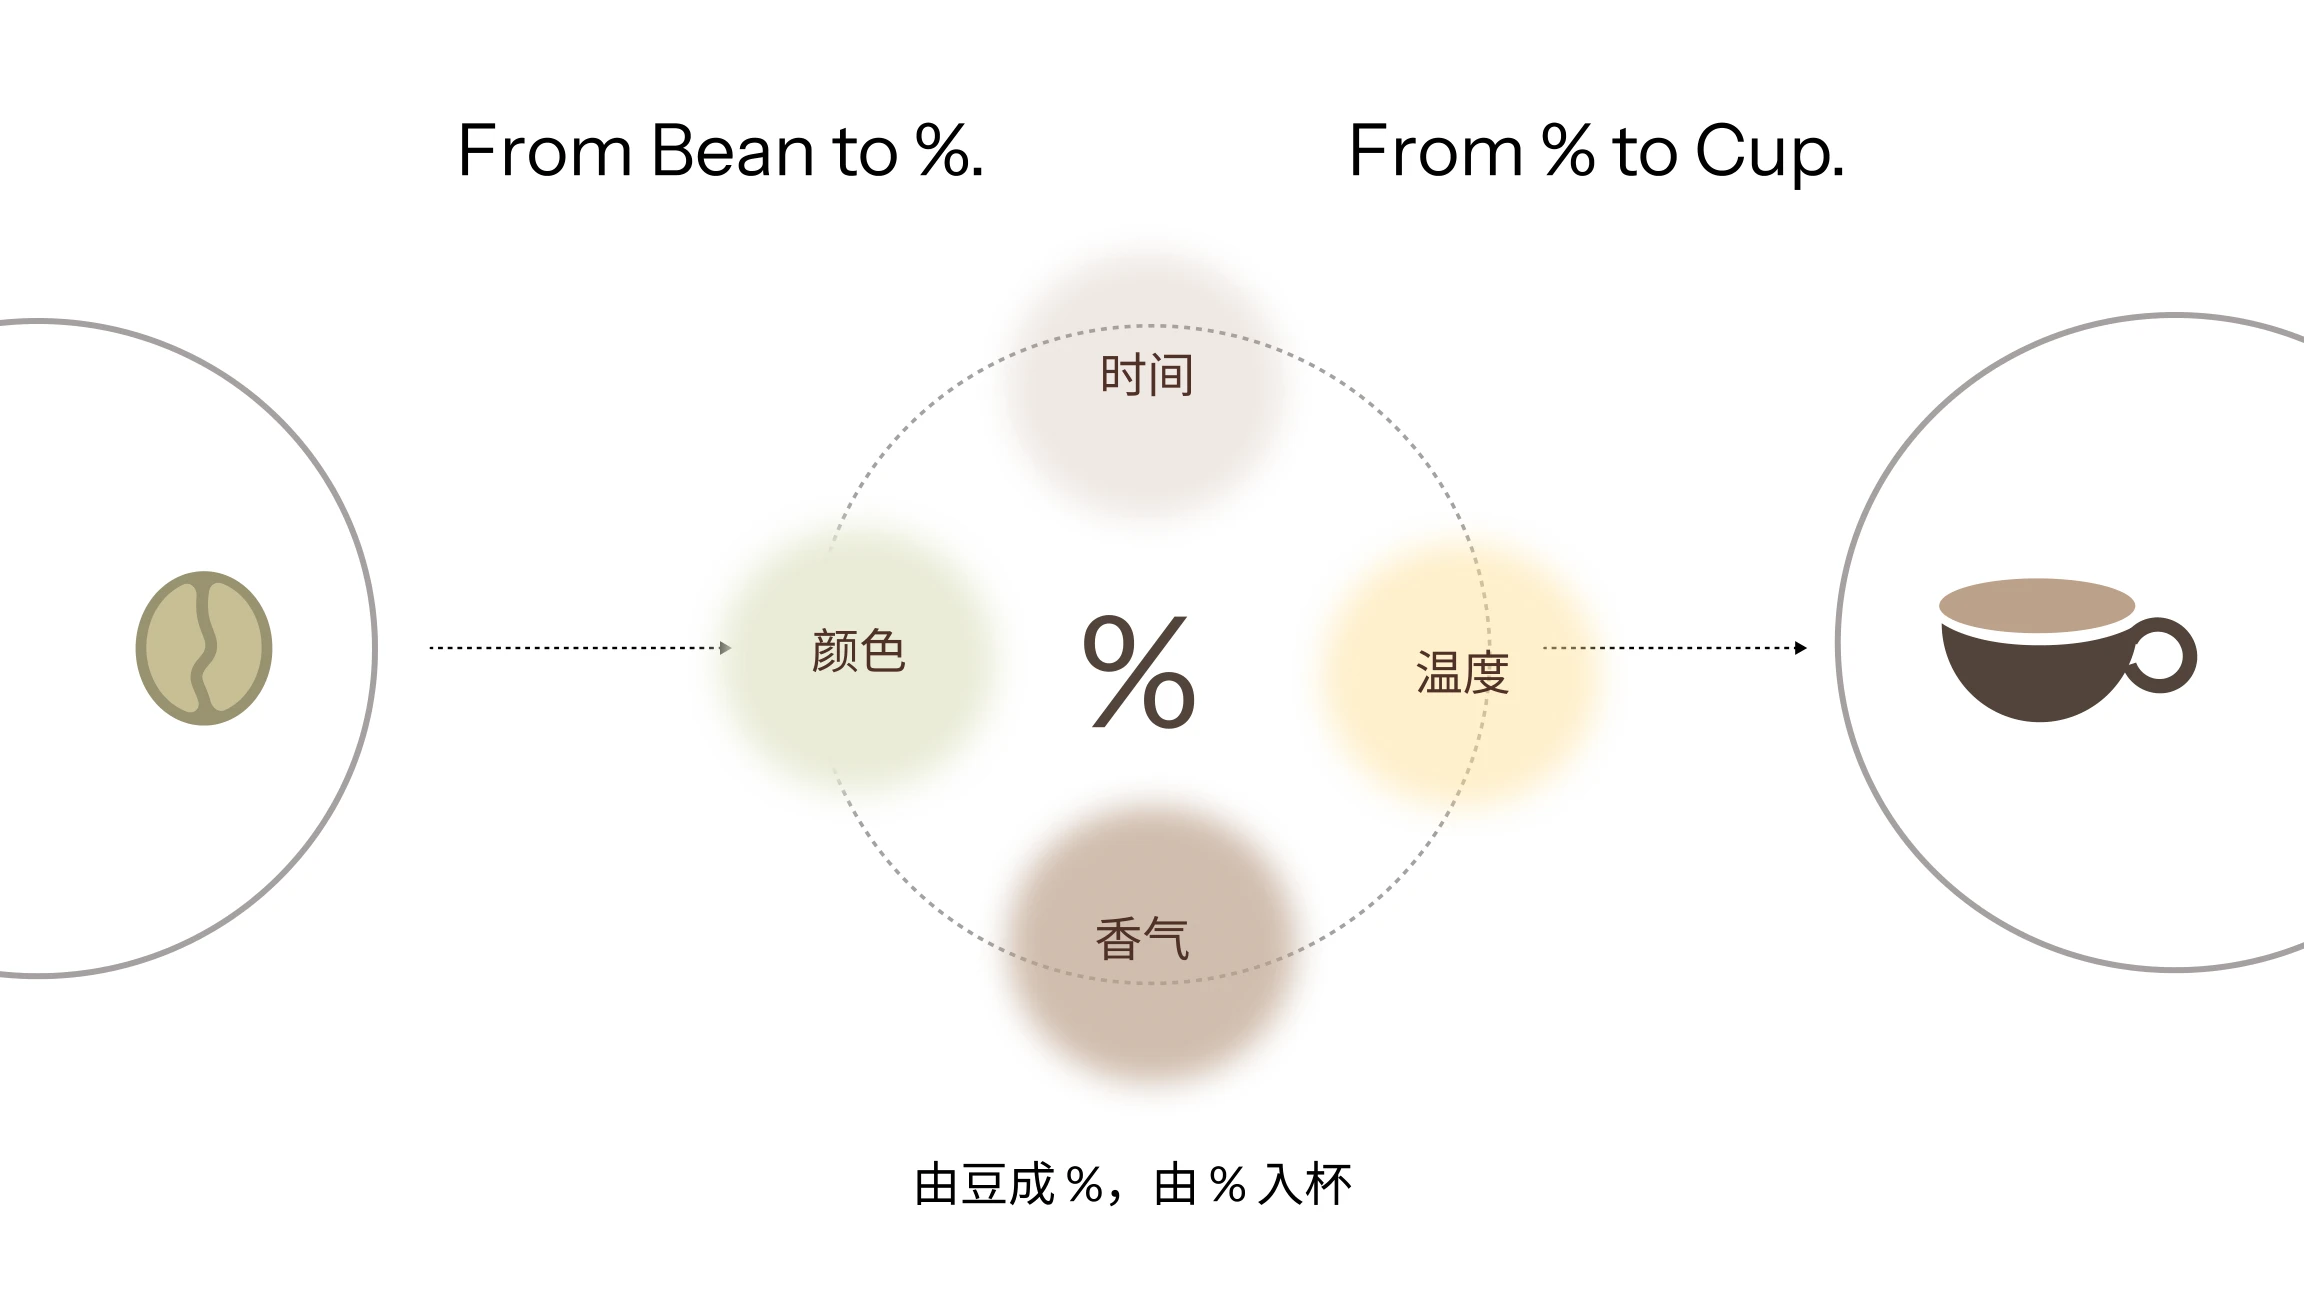 From Bean to %.
From % to Cup.
时间
颜色
%
温度
香气
由豆成 %，由 % 入杯